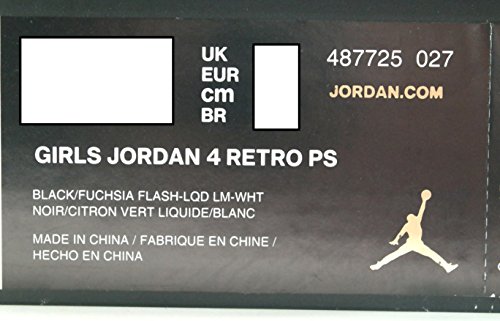 UK
EUR
cm
BR
487725 027
JORDAN.COM
GIRLS JORDAN 4 RETRO PS
BLACK/FUCHSIA FLASH-LQD LM-WHT
NOIR/CITRON VERT LIQUIDE/BLANC
MADE IN CHINA / FABRIQUE EN CHINE /
HECHO EN CHINA